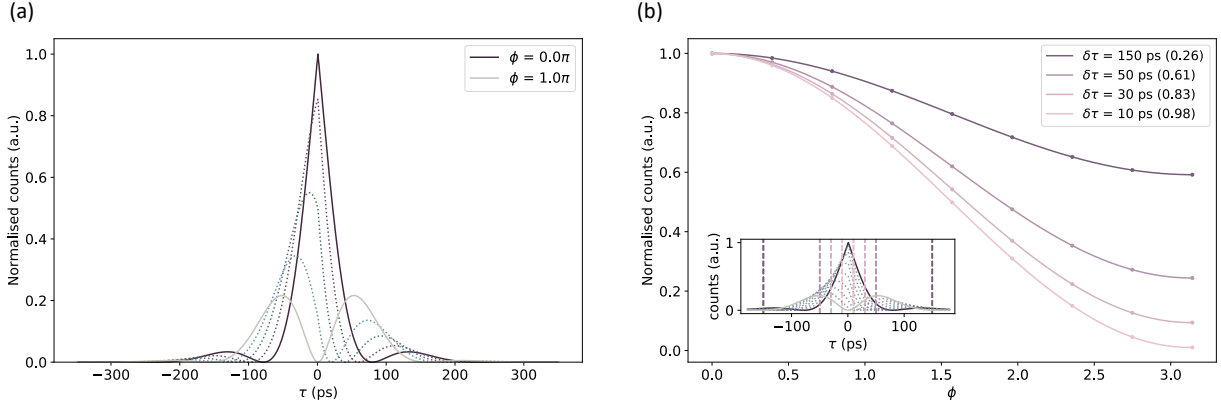 (a)
Normalised counts (a.u.)
1.0
0.8
0.6
0.4
0.2
0.0
ϕ = 0.0π
ϕ = 1.0π
−300 −200 −100 0 100 200 300
τ (ps)
(b)
Normalised counts (a.u.)
1.0
0.8
0.6
0.4
0.2
0.0
δτ = 150 ps (0.26)
δτ = 50 ps (0.61)
δτ = 30 ps (0.83)
δτ = 10 ps (0.98)
counts (a.u.)
1
0
−100 0 100
τ (ps)
0.0 0.5 1.0 1.5 2.0 2.5 3.0
ϕ